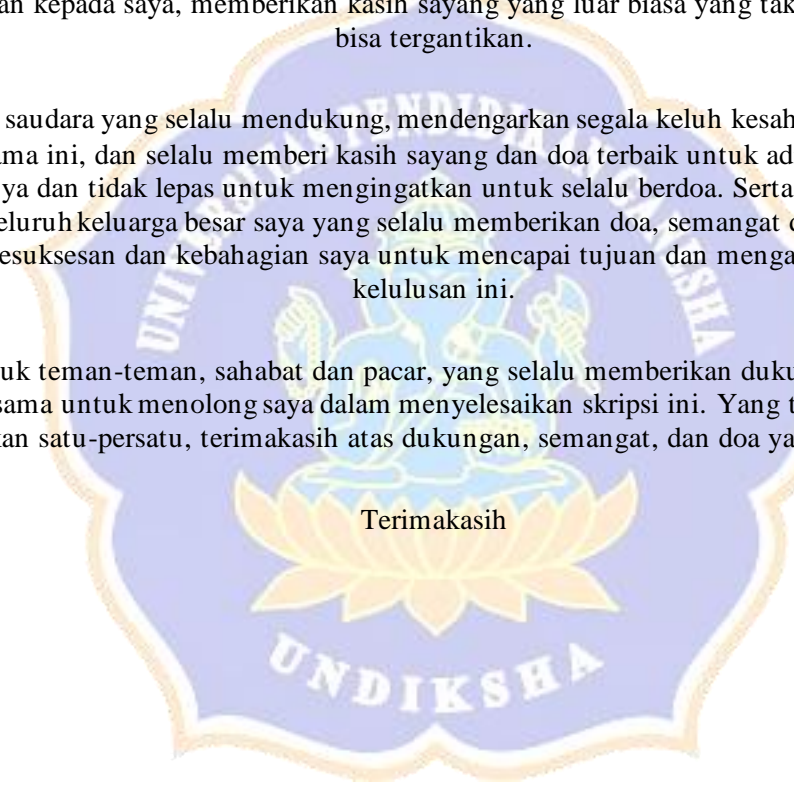 an kepada saya, memberikan kasih sayang yang luar biasa yang tak
bisa tergantikan.
saudara yang selalu mendukung, mendengarkan segala keluh kesah
ama ini, dan selalu memberi kasih sayang dan doa terbaik untuk ad
ya dan tidak lepas untuk mengingatkan untuk selalu berdoa. Serta
eluruh keluarga besar saya yang selalu memberikan doa, semangat
esuksesan dan kebahagian saya untuk mencapai tujuan dan menga
kelulusan ini.
uk teman-teman, sahabat dan pacar, yang selalu memberikan duku
sama untuk menolong saya dalam menyelesaikan skripsi ini. Yang t
kan satu-persatu, terimakasih atas dukungan, semangat, dan doa ya
Terimakasih
UNIVERSITAS PENDIDIKAN GANESHA
UNDIKSHA